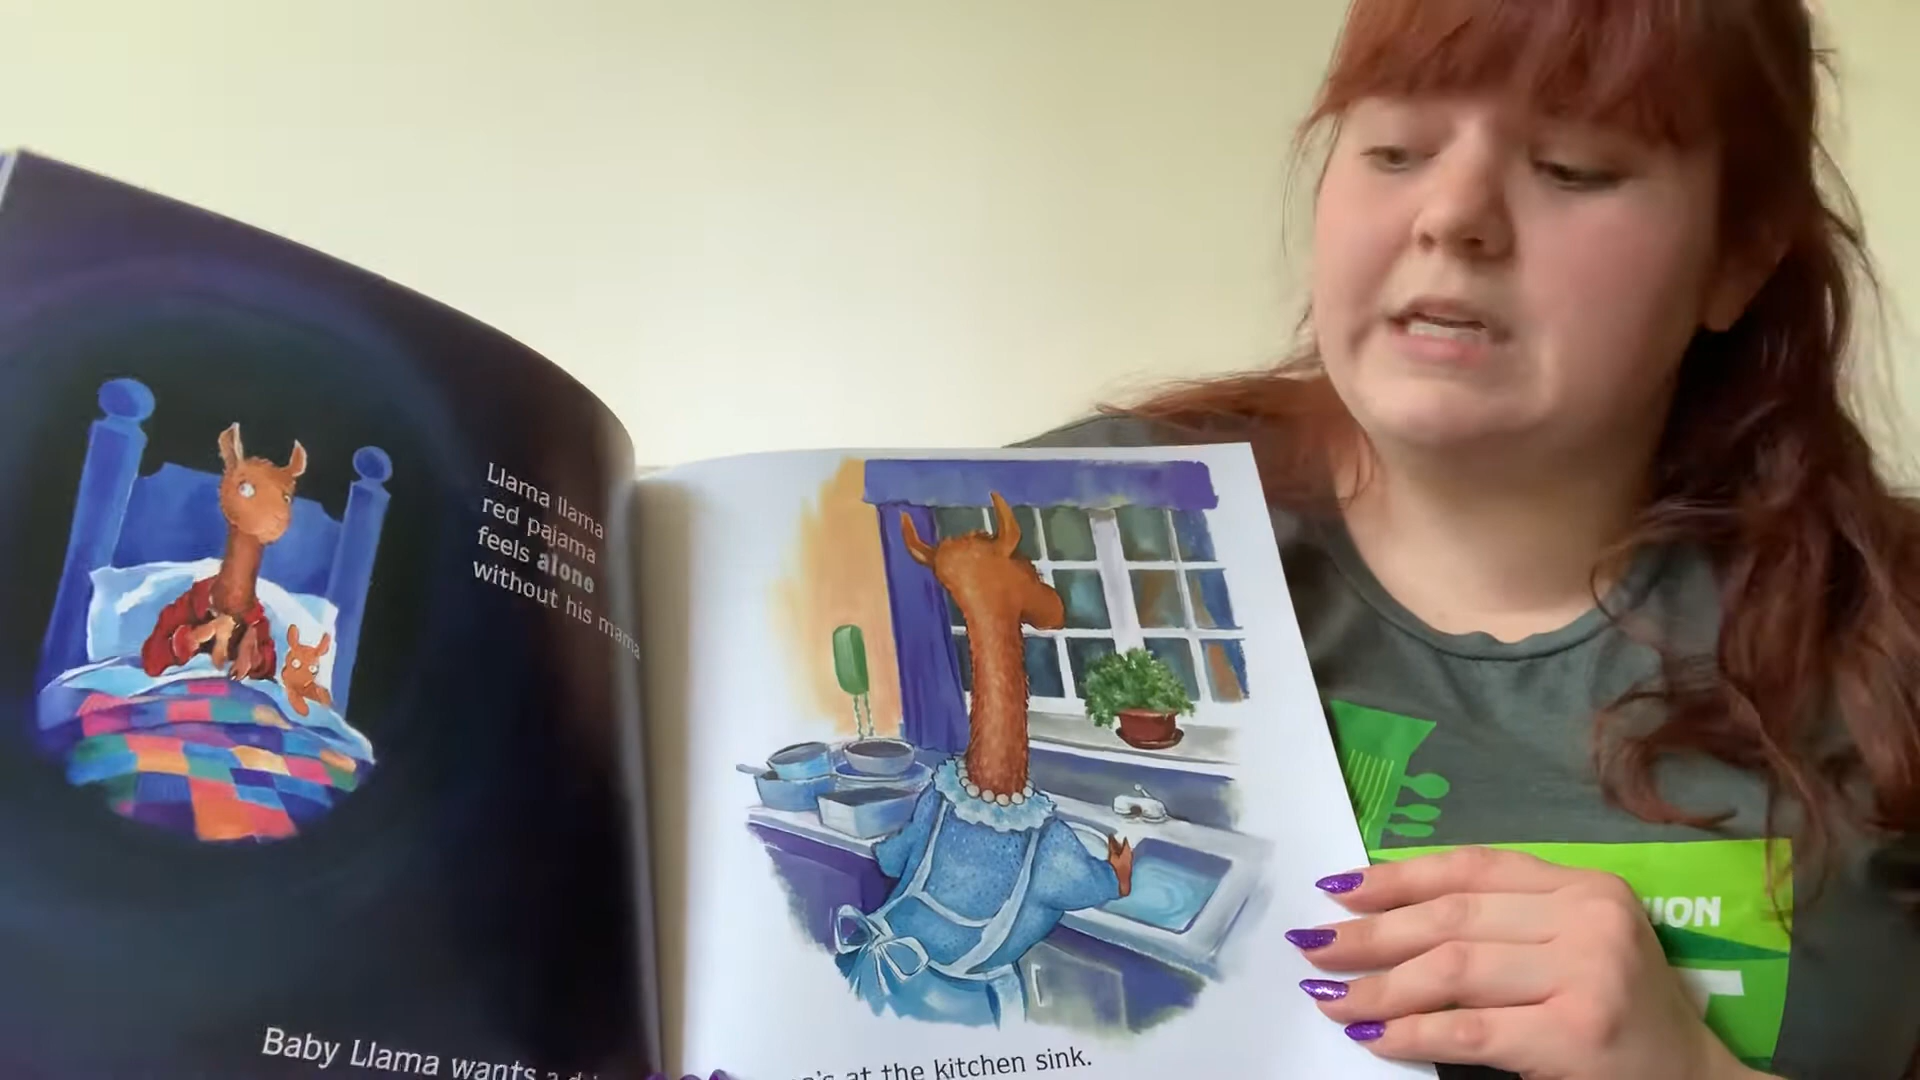 Llama llama
red pajama
feels alone
without his mama
Baby Llama wants a
at the kitchen sink.